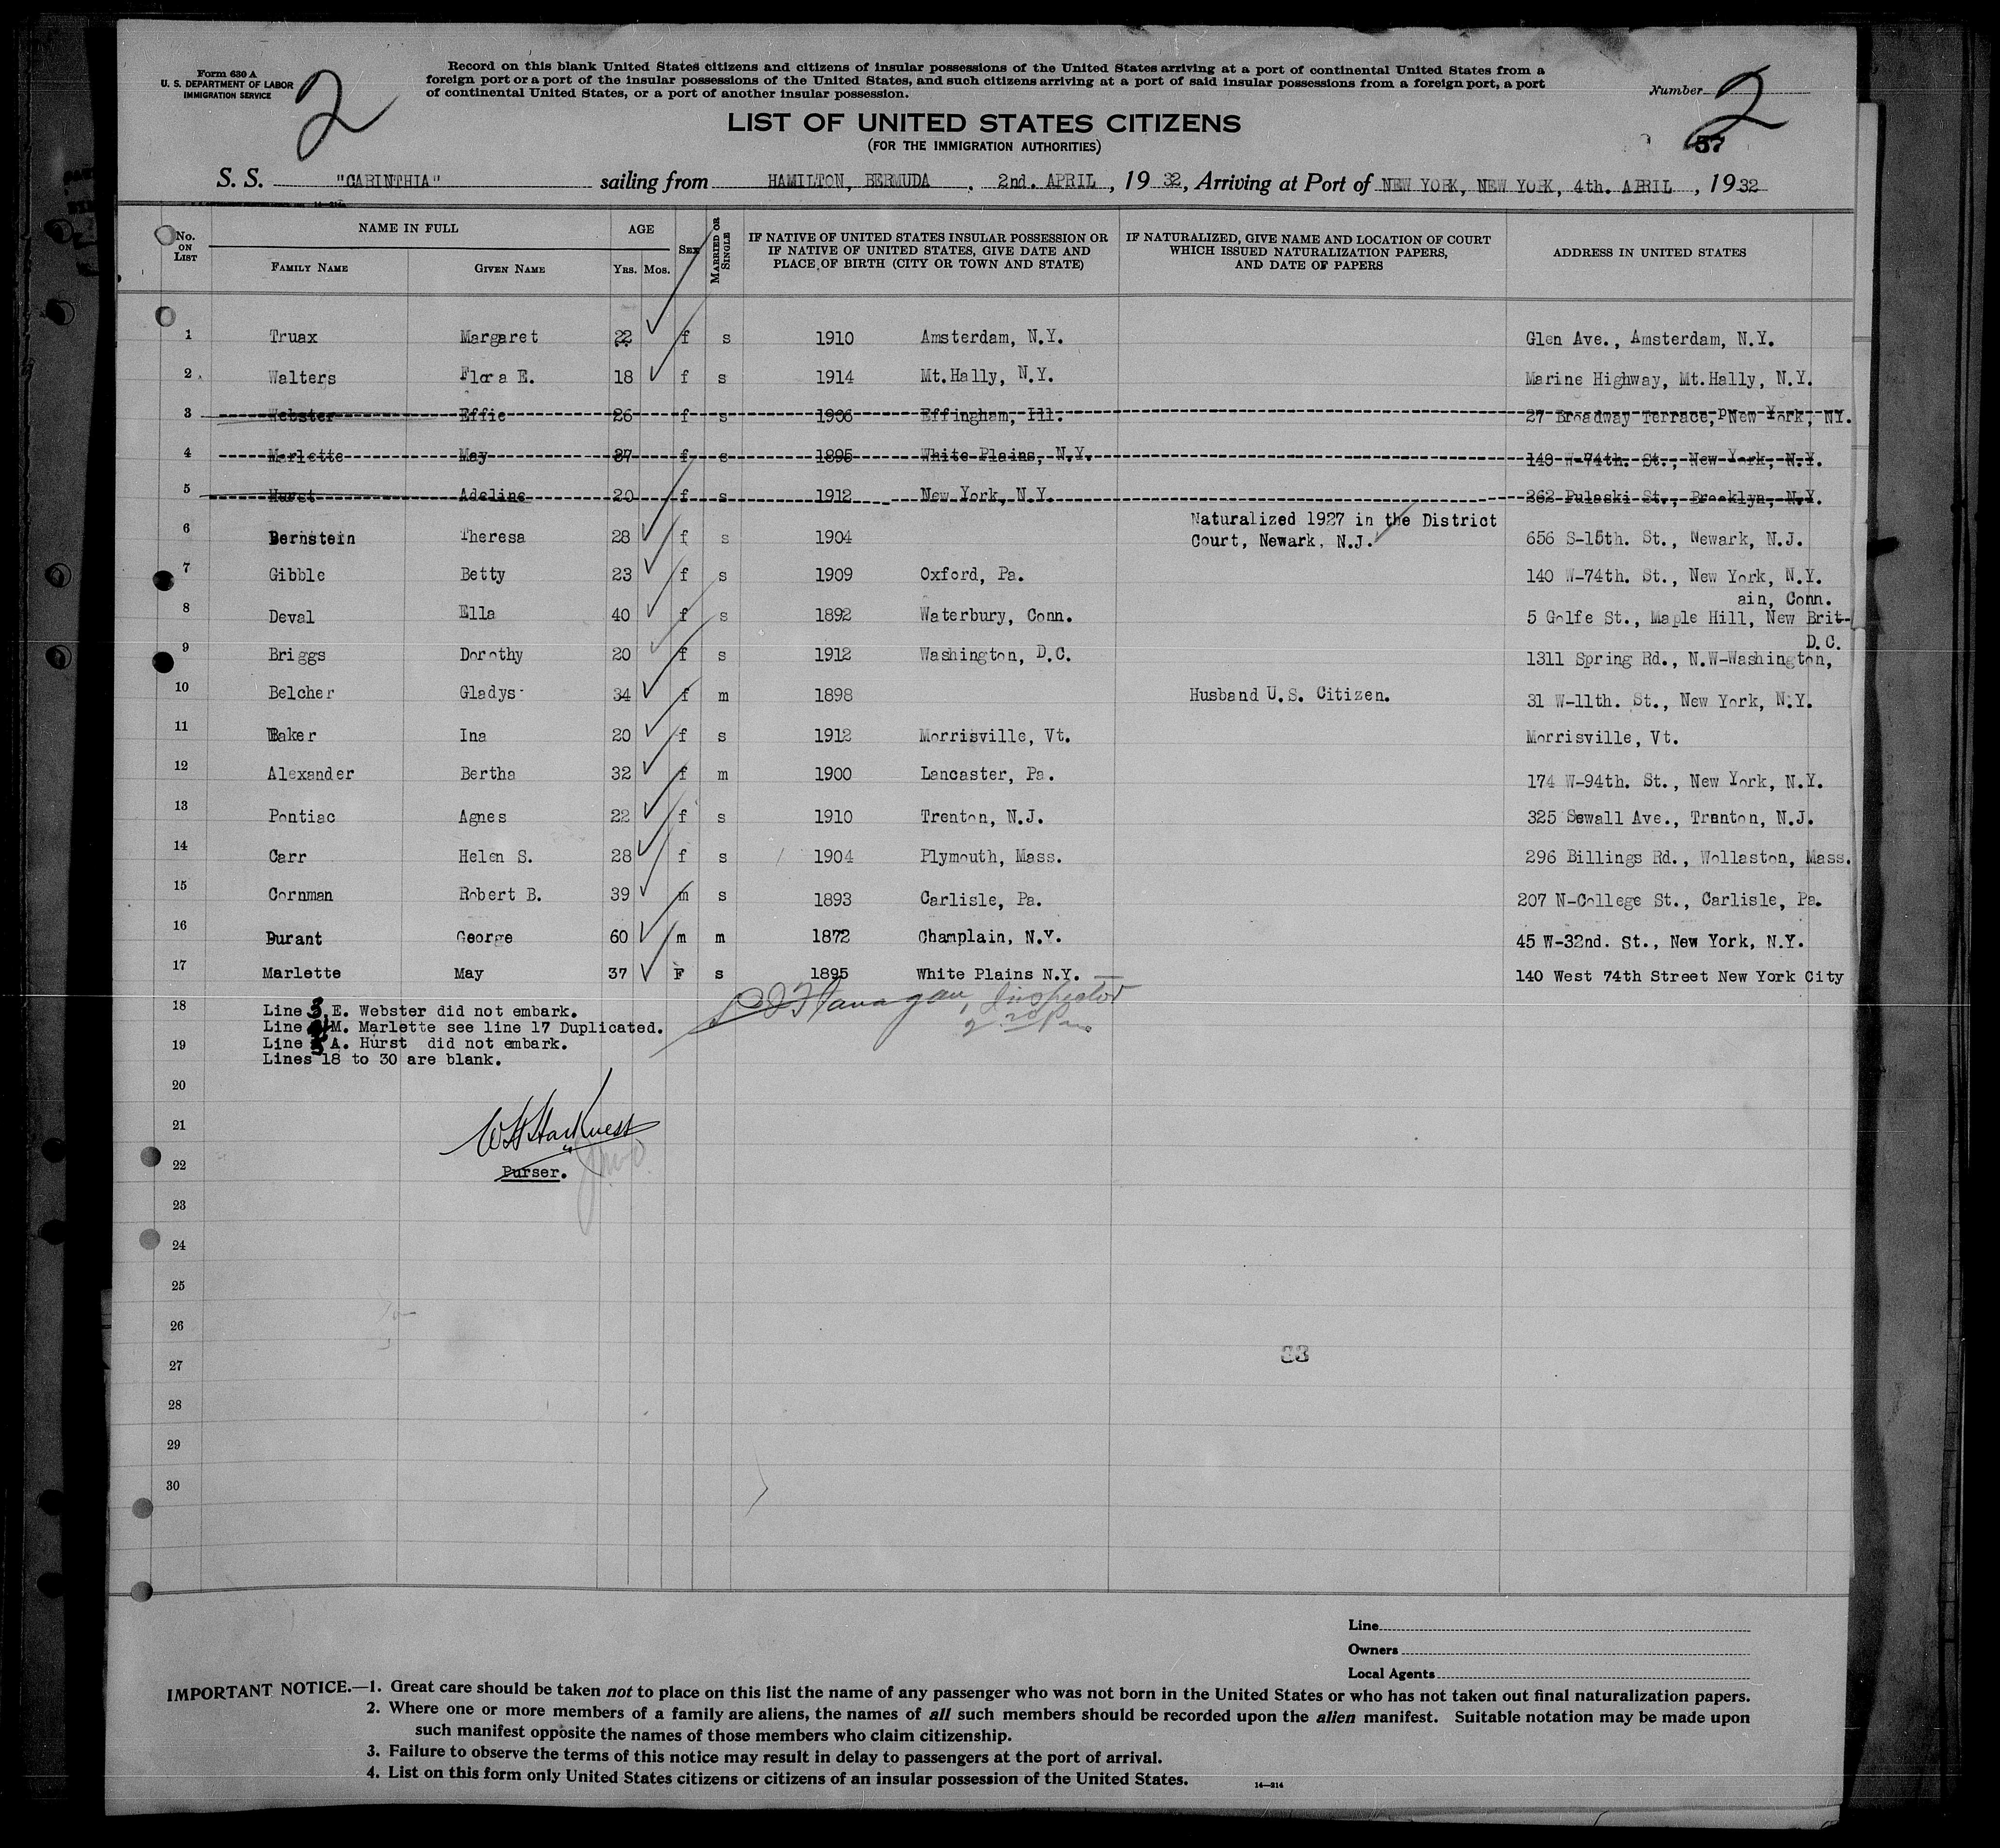 Form 630 A
U. S. DEPARTMENT OF LABOR
IMMIGRATION SERVICE
2
Record on this blank United States citizens and citizens of insular possessions of the United States arriving at a port of continental United States from a
foreign port or a port of the insular possessions of the United States, and such citizens arriving at a port of said insular possessions from a foreign port, a port
of continental United States, or a port of another insular possession.
Number 2
57
LIST OF UNITED STATES CITIZENS
(FOR THE IMMIGRATION AUTHORITIES)
S. S. "CARINTHIA" sailing from HAMILTON, BERMUDA , 2nd. APRIL , 1932, Arriving at Port of NEW YORK, NEW YORK, 4th. APRIL , 1932
No. ON LIST NAME IN FULL FAMILY NAME GIVEN NAME AGE YRS. MOS. SEX MARRIED OR SINGLE IF NATIVE OF UNITED STATES INSULAR POSSESSION OR IF NATIVE OF UNITED STATES, GIVE DATE AND PLACE OF BIRTH (CITY OR TOWN AND STATE) IF NATURALIZED, GIVE NAME AND LOCATION OF COURT WHICH ISSUED NATURALIZATION PAPERS, AND DATE OF PAPERS ADDRESS IN UNITED STATES
1 Truax Margaret 22 f s 1910 Amsterdam, N.Y. Glen Ave., Amsterdam, N.Y.
2 Walters Flora E. 18 f s 1914 Mt.Hally, N.Y. Marine Highway, Mt.Hally, N.Y.
3 Webster Effie 26 f s 1906 Effingham, Ill. 27 Broadway Terrace, New York, NY.
4 Marlette May 37 f s 1895 White Plains, N.Y. 140 W-74th. St., New York, N.Y.
5 Hurst Adeline 20 f s 1912 New York, N.Y. 262 Pulaski St., Brooklyn, N.Y.
6 Bernstein Theresa 28 f s 1904 Naturalized 1927 in the District Court, Newark, N.J. 656 S-15th. St., Newark, N.J.
7 Gibble Betty 23 f s 1909 Oxford, Pa. 140 W-74th. St., New York, N.Y.
8 Deval Ella 40 f s 1892 Waterbury, Conn. 5 Golfe St., Maple Hill, New Brit-
ain, Conn.
9 Briggs Dorothy 20 f s 1912 Washington, D.C. 1311 Spring Rd., N.W-Washington,
D.C.
10 Belcher Gladys 34 f m 1898 Husband U.S. Citizen. 31 W-11th. St., New York, N.Y.
11 Baker Ina 20 f s 1912 Morrisville, Vt. Morrisville, Vt.
12 Alexander Bertha 32 f m 1900 Lancaster, Pa. 174 W-94th. St., New York, N.Y.
13 Pontiac Agnes 22 f s 1910 Trenton, N.J. 325 Sewall Ave., Trenton, N.J.
14 Carr Helen S. 28 f s 1904 Plymouth, Mass. 296 Billings Rd., Wollaston, Mass.
15 Cornman Robert B. 39 m s 1893 Carlisle, Pa. 207 N-College St., Carlisle, Pa.
16 Durant George 60 m m 1872 Champlain, N.Y. 45 W-32nd. St., New York, N.Y.
17 Marlette May 37 F s 1895 White Plains N.Y. 140 West 74th Street New York City
18 Line 3 E. Webster did not embark.
Line 4 M. Marlette see line 17 Duplicated.
19 Line 5 A. Hurst did not embark.
Lines 18 to 30 are blank.
Flanagan, Inspector
20
21
W H Harkness
22 Purser.
23
24
25
26
27
33
28
29
30
Line
Owners
Local Agents
IMPORTANT NOTICE.—1. Great care should be taken not to place on this list the name of any passenger who was not born in the United States or who has not taken out final naturalization papers.
2. Where one or more members of a family are aliens, the names of all such members should be recorded upon the alien manifest. Suitable notation may be made upon
such manifest opposite the names of those members who claim citizenship.
3. Failure to observe the terms of this notice may result in delay to passengers at the port of arrival.
4. List on this form only United States citizens or citizens of an insular possession of the United States.
14—214